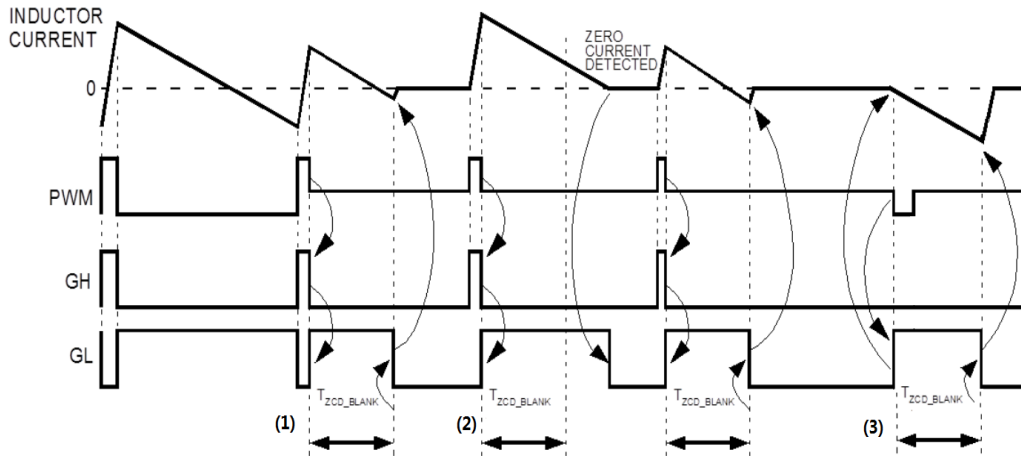 INDUCTOR
CURRENT
ZERO
CURRENT
DETECTED
0
PWM
GH
GL
TZCD_BLANK
TZCD_BLANK
TZCD_BLANK
TZCD_BLANK
(1)
(2)
(3)